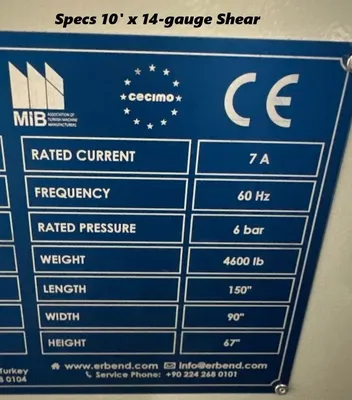 Specs 10' x 14-gauge Shear
MiB
ASSOCIATION OF
TURKISH MACHINE
MANUFACTURERS
cecimo
CE
RATED CURRENT 7 A
FREQUENCY 60 Hz
RATED PRESSURE 6 bar
WEIGHT 4600 lb
LENGTH 150"
WIDTH 90"
HEIGHT 67"
www.erbend.com info@erbend.com
Turkey
Service Phone: +90 224 268 0101
0104